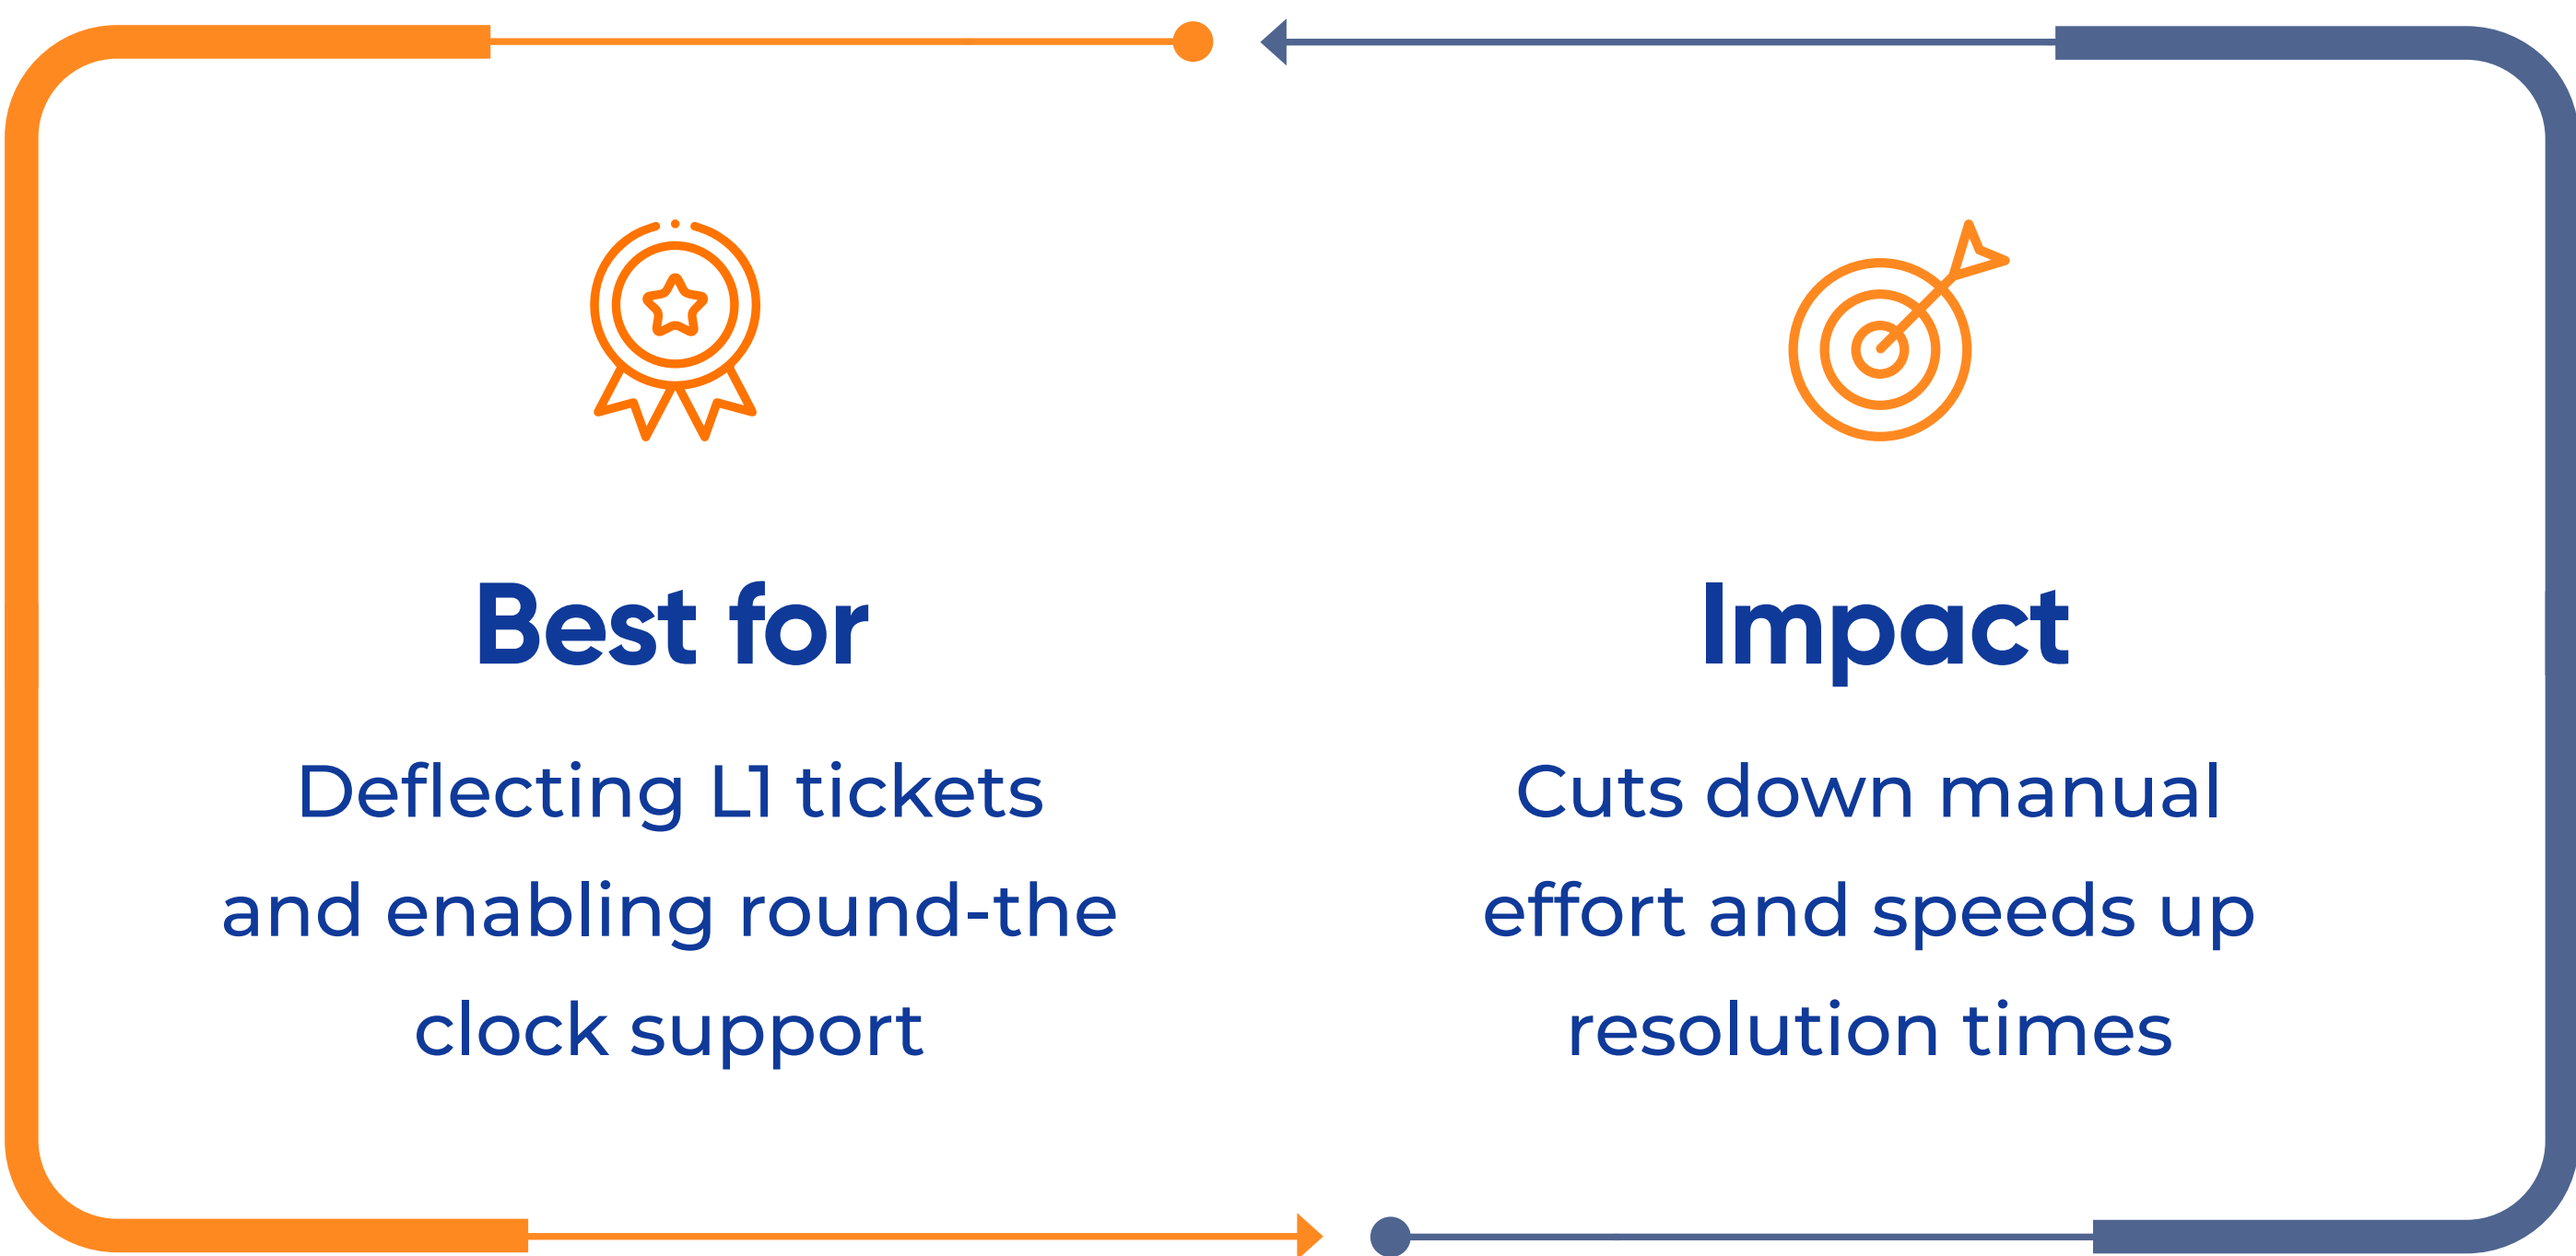 Best for
Deflecting L1 tickets
and enabling round-the
clock support
Impact
Cuts down manual
effort and speeds up
resolution times